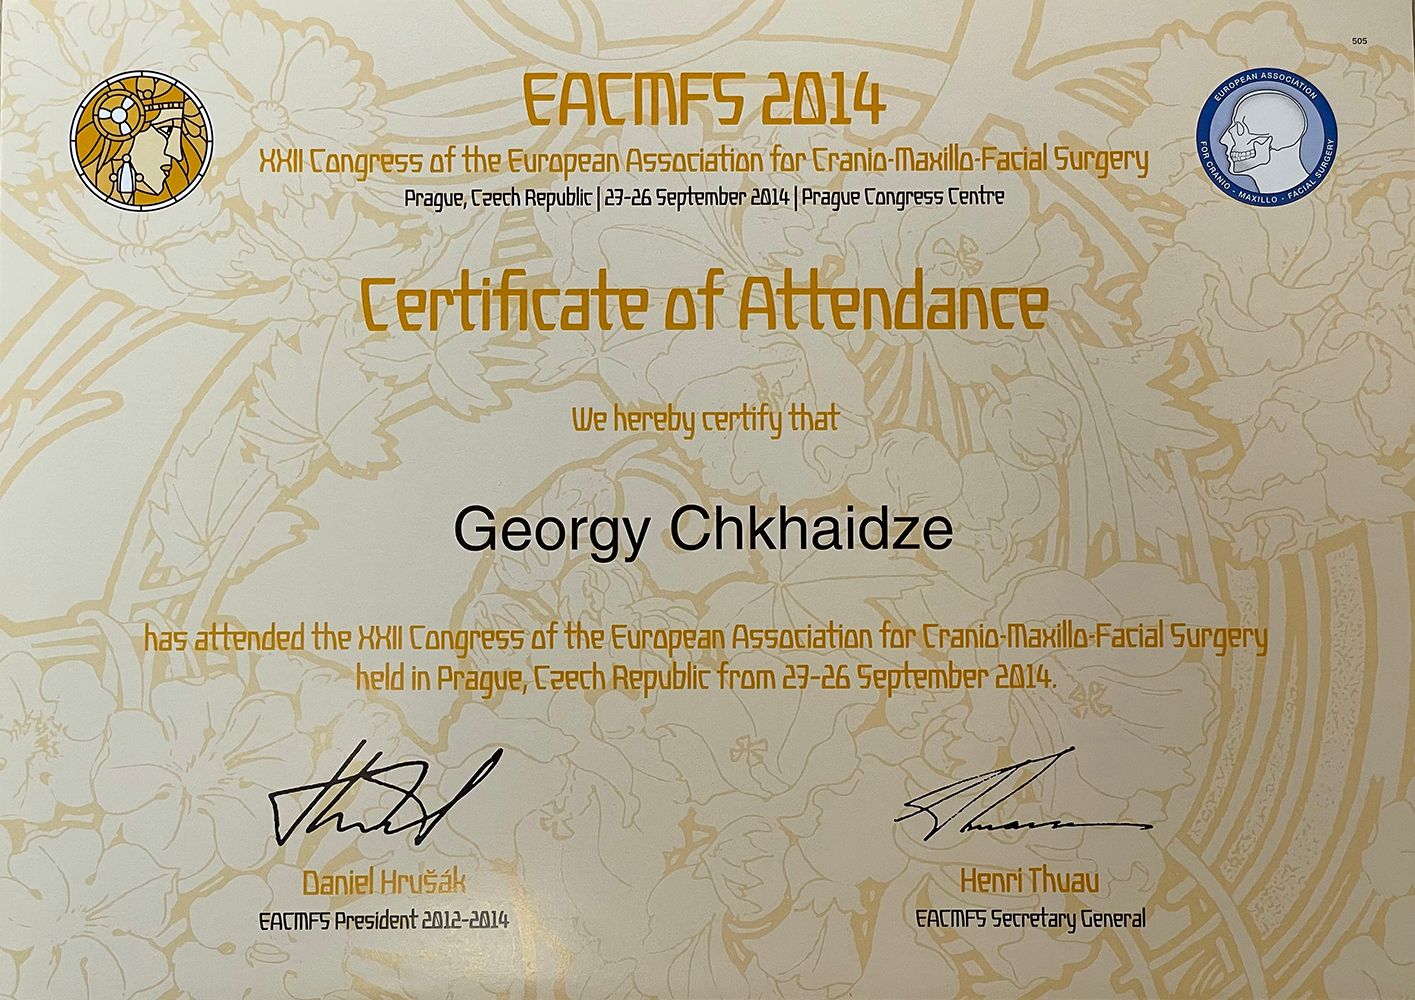 505
EACMFS 2014
XXII Congress of the European Association for Cranio-Maxillo-Facial Surgery
Prague, Czech Republic | 23-26 September 2014 | Prague Congress Centre
EUROPEAN ASSOCIATION
FOR CRANIO - MAXILLO - FACIAL SURGERY
Certificate of Attendance
We hereby certify that
Georgy Chkhaidze
has attended the XXII Congress of the European Association for Cranio-Maxillo-Facial Surgery
held in Prague, Czech Republic from 23-26 September 2014.
Daniel Hrušák
Henri Thuau
EACMFS President 2012-2014
EACMFS Secretary General